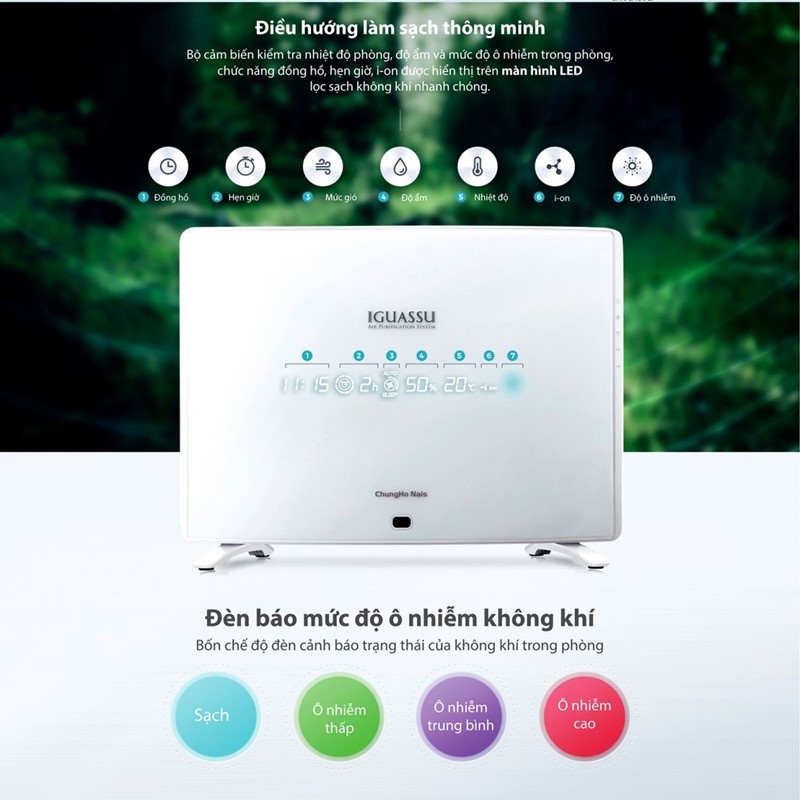 Điều hướng làm sạch thông minh
Bộ cảm biến kiểm tra nhiệt độ phòng, độ ẩm và mức độ ô nhiễm trong phòng,
chức năng đồng hồ, hẹn giờ, i-on được hiển thị trên màn hình LED
lọc sạch không khí nhanh chóng.
1 Đồng hồ 2 Hẹn giờ 3 Mức gió 4 Độ ẩm 5 Nhiệt độ 6 i-on 7 Độ ô nhiễm
IGUASSU
AIR PURIFICATION SYSTEM
1 2 3 4 5 6 7
AUTO
11:15 2h 50% 20°C
SLEEP
ChungHo Nais
Đèn báo mức độ ô nhiễm không khí
Bốn chế độ đèn cảnh báo trạng thái của không khí trong phòng
Sạch
Ô nhiễm
thấp
Ô nhiễm
trung bình
Ô nhiễm
cao